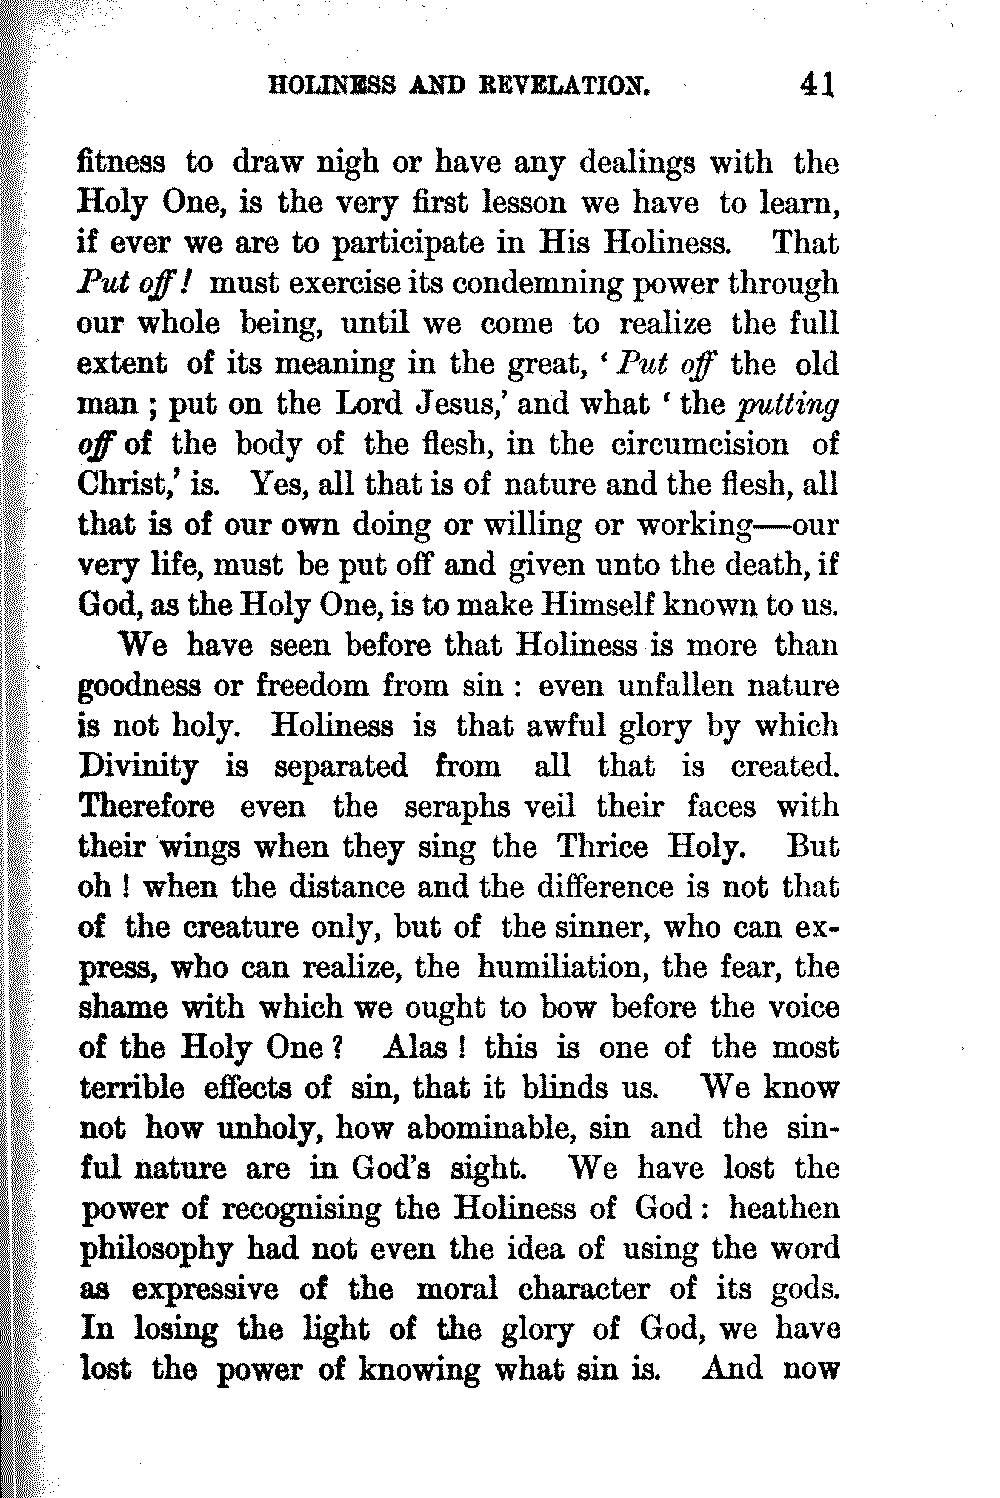 HOLINESS AND REVELATION. 41
fitness to draw nigh or have any dealings with the
Holy One, is the very first lesson we have to learn,
if ever we are to participate in His Holiness. That
Put off! must exercise its condemning power through
our whole being, until we come to realize the full
extent of its meaning in the great, ‘ Put off the old
man ; put on the Lord Jesus,’ and what ‘ the putting
off of the body of the flesh, in the circumcision of
Christ,’ is. Yes, all that is of nature and the flesh, all
that is of our own doing or willing or working—our
very life, must be put off and given unto the death, if
God, as the Holy One, is to make Himself known to us.
We have seen before that Holiness is more than
goodness or freedom from sin : even unfallen nature
is not holy. Holiness is that awful glory by which
Divinity is separated from all that is created.
Therefore even the seraphs veil their faces with
their wings when they sing the Thrice Holy. But
oh ! when the distance and the difference is not that
of the creature only, but of the sinner, who can ex-
press, who can realize, the humiliation, the fear, the
shame with which we ought to bow before the voice
of the Holy One ? Alas ! this is one of the most
terrible effects of sin, that it blinds us. We know
not how unholy, how abominable, sin and the sin-
ful nature are in God’s sight. We have lost the
power of recognising the Holiness of God : heathen
philosophy had not even the idea of using the word
as expressive of the moral character of its gods.
In losing the light of the glory of God, we have
lost the power of knowing what sin is. And now